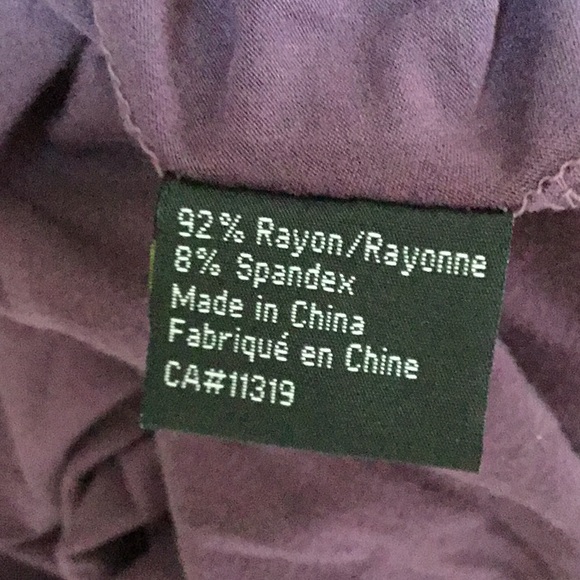 92% Rayon/Rayonne
8% Spandex
Made in China
Fabriqué en Chine
CA#11319